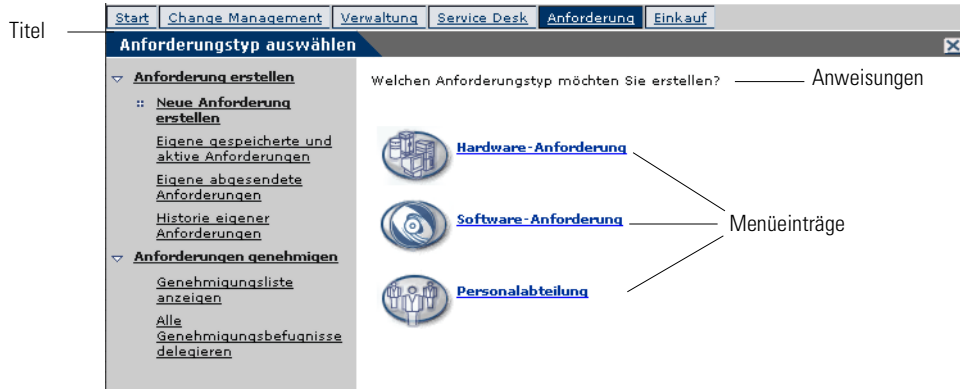 Start Change Management Verwaltung Service Desk Anforderung Einkauf
Titel
Anforderungstyp auswählen
Anforderung erstellen
Neue Anforderung
erstellen
Eigene gespeicherte und
aktive Anforderungen
Eigene abgesendete
Anforderungen
Historie eigener
Anforderungen
Anforderungen genehmigen
Genehmigungsliste
anzeigen
Alle
Genehmigungsbefugnisse
delegieren
Welchen Anforderungstyp möchten Sie erstellen?
Anweisungen
Hardware-Anforderung
Software-Anforderung
Personalabteilung
Menüeinträge